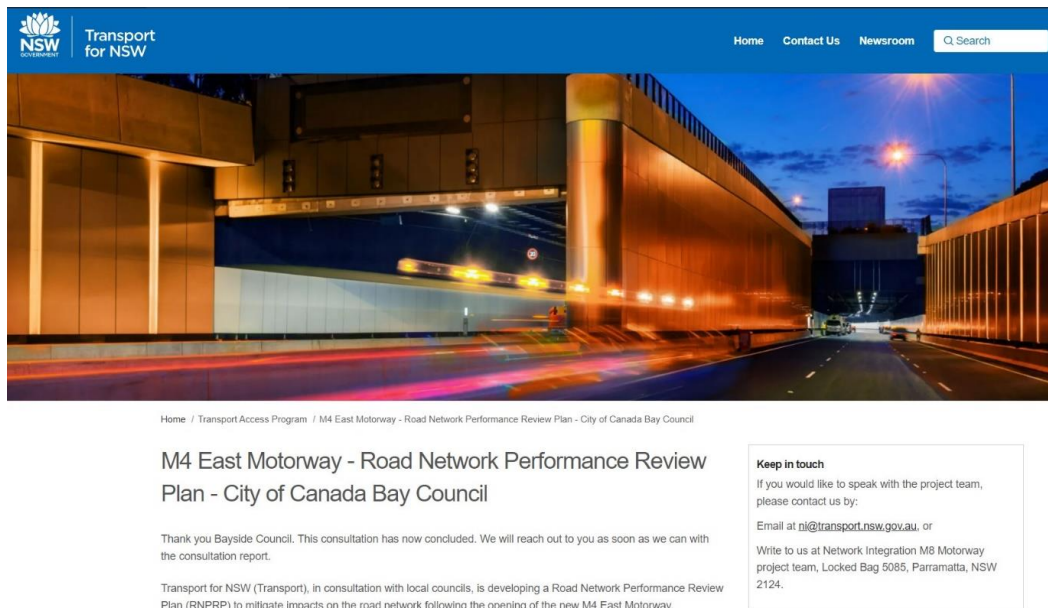 NSW
GOVERNMENT
Transport
for NSW
Home Contact Us Newsroom Search
Home / Transport Access Program / M4 East Motorway - Road Network Performance Review Plan - City of Canada Bay Council
M4 East Motorway - Road Network Performance Review
Plan - City of Canada Bay Council
Thank you Bayside Council. This consultation has now concluded. We will reach out to you as soon as we can with
the consultation report.
Transport for NSW (Transport), in consultation with local councils, is developing a Road Network Performance Review
Plan (RNPRP) to mitigate impacts on the road network following the opening of the new M4 East Motorway
Keep in touch
If you would like to speak with the project team,
please contact us by:
Email at ni@transport.nsw.gov.au, or
Write to us at Network Integration M8 Motorway
project team, Locked Bag 5085, Parramatta, NSW
2124.